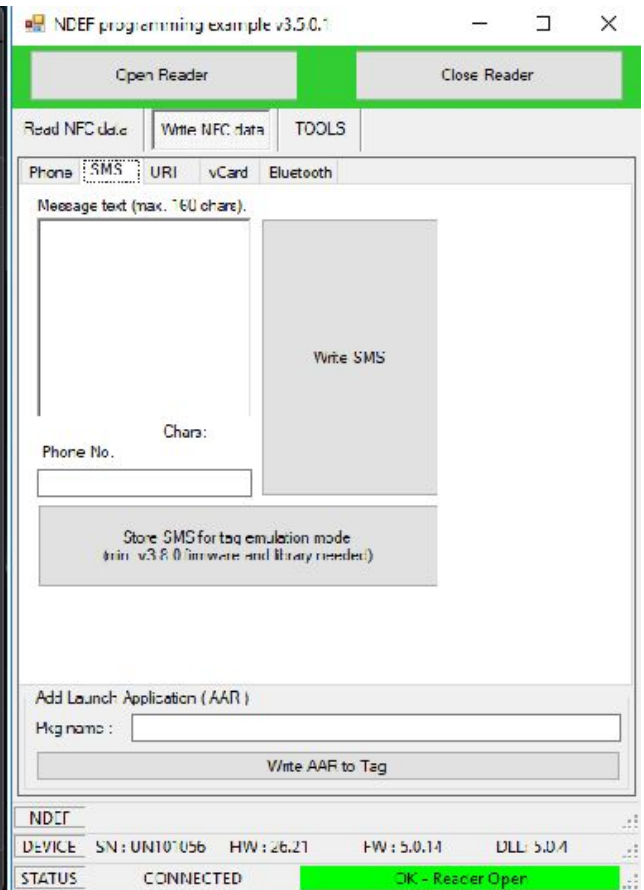 NDEF programming example v3.5.0.1
Open Reader Close Reader
Read NFC data Write NFC data TOOLS
Phone SMS URI vCard Bluetooth
Message text (max. 160 chars).
Write SMS
Chars:
Phone No.
Store SMS for tag emulation mode
(min. v3.8.0 firmware and library needed)
Add Launch Application ( AAR )
Pkg name :
Write AAR to Tag
NDEF
DEVICE SN : UN101056 HW : 26.21 FW : 5.0.14 DLL: 5.0.4
STATUS CONNECTED OK - Reader Open